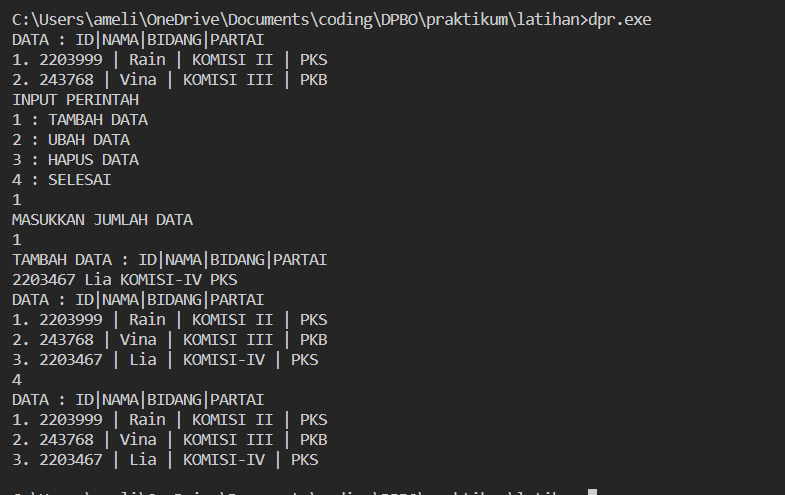 C:\Users\ameli\OneDrive\Documents\coding\DPBO\praktikum\latihan>dpr.exe
DATA : ID|NAMA|BIDANG|PARTAI
1. 2203999 | Rain | KOMISI II | PKS
2. 243768 | Vina | KOMISI III | PKB
INPUT PERINTAH
1 : TAMBAH DATA
2 : UBAH DATA
3 : HAPUS DATA
4 : SELESAI
1
MASUKKAN JUMLAH DATA
1
TAMBAH DATA : ID|NAMA|BIDANG|PARTAI
2203467 Lia KOMISI-IV PKS
DATA : ID|NAMA|BIDANG|PARTAI
1. 2203999 | Rain | KOMISI II | PKS
2. 243768 | Vina | KOMISI III | PKB
3. 2203467 | Lia | KOMISI-IV | PKS
4
DATA : ID|NAMA|BIDANG|PARTAI
1. 2203999 | Rain | KOMISI II | PKS
2. 243768 | Vina | KOMISI III | PKB
3. 2203467 | Lia | KOMISI-IV | PKS